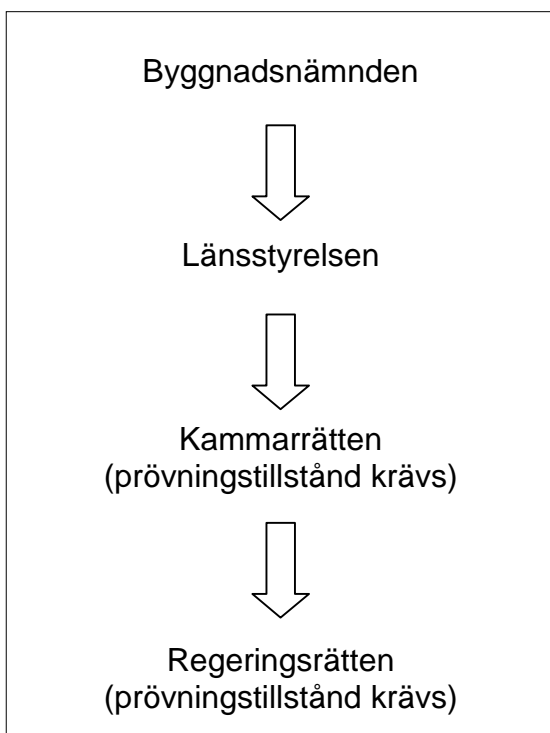 Byggnadsnämnden
Länsstyrelsen
Kammarrätten
(prövningstillstånd krävs)
Regeringsrätten
(prövningstillstånd krävs)